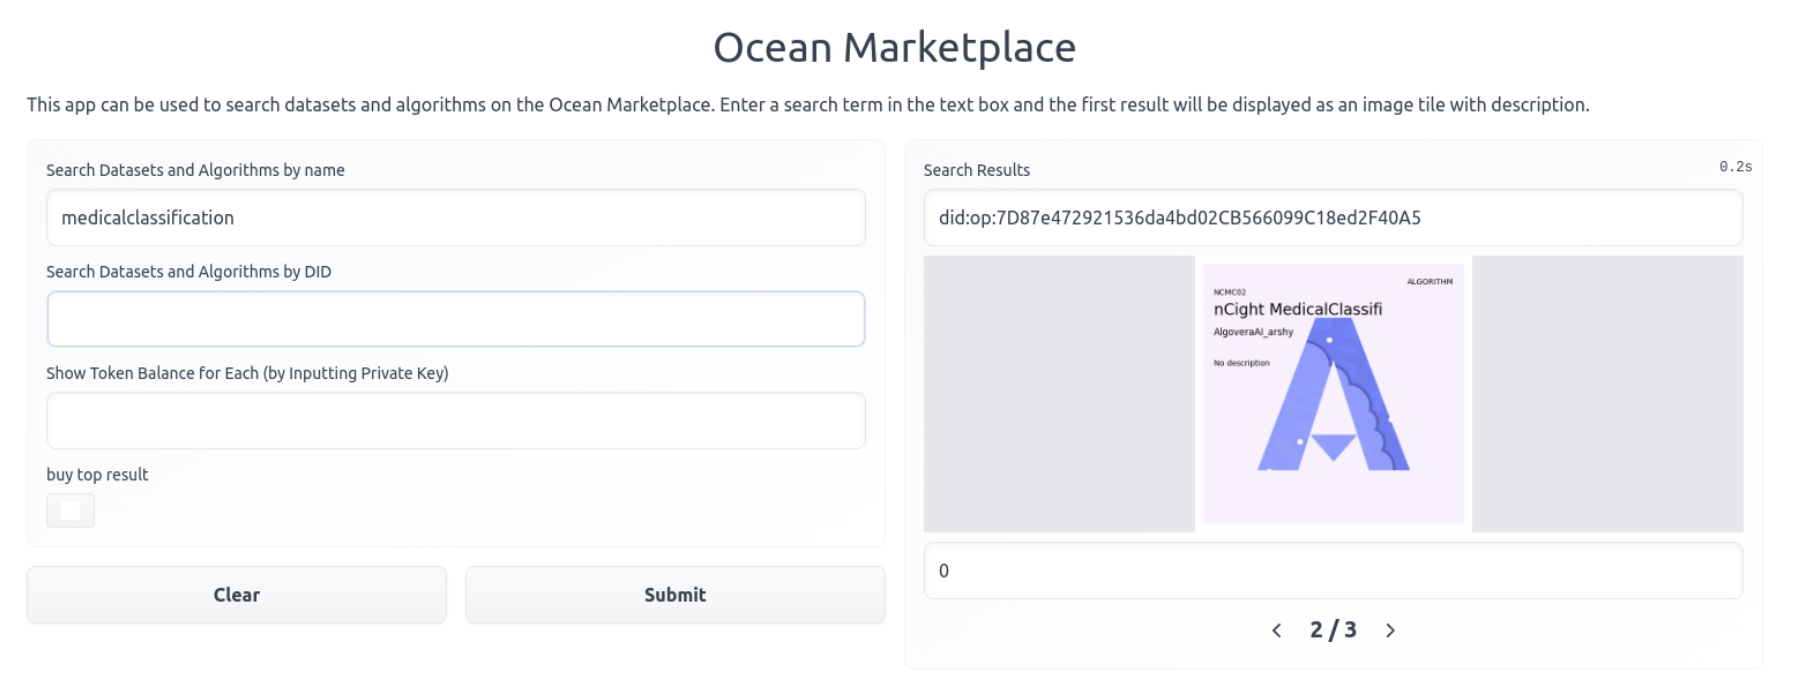 Ocean Marketplace
This app can be used to search datasets and algorithms on the Ocean Marketplace. Enter a search term in the text box and the first result will be displayed as an image tile with description.
Search Datasets and Algorithms by name
medicalclassification
Search Datasets and Algorithms by DID
Show Token Balance for Each (by Inputting Private Key)
buy top result
Clear
Submit
Search Results
0.2s
did:op:7D87e472921536da4bd02CB566099C18ed2F40A5
ALGORITHM
NCMC02
nCight MedicalClassifi
AlgoveraAI_arshy
No description
0
< 2 / 3 >